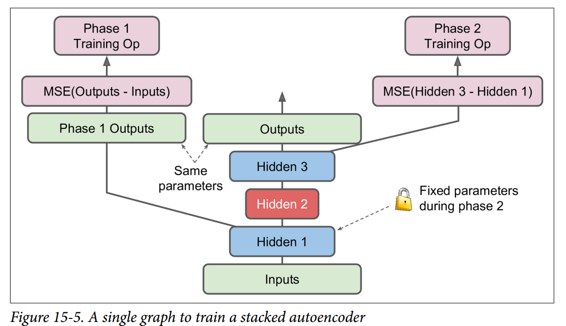 Phase 1
Training Op
Phase 2
Training Op
MSE(Outputs - Inputs)
MSE(Hidden 3 - Hidden 1)
Phase 1 Outputs
Outputs
Same
parameters
Hidden 3
Hidden 2
Fixed parameters
during phase 2
Hidden 1
Inputs
Figure 15-5. A single graph to train a stacked autoencoder